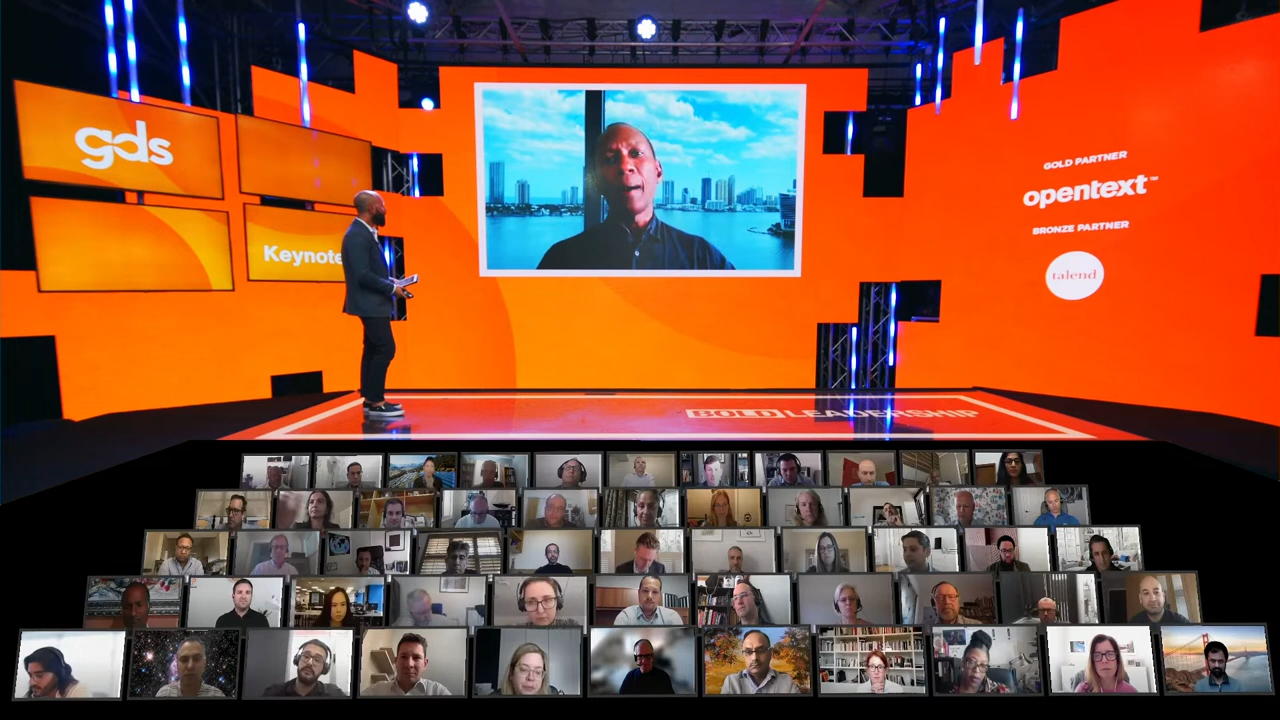 gds
Keynote
GOLD PARTNER
opentext™
BRONZE PARTNER
talend
BOLD LEADERSHIP